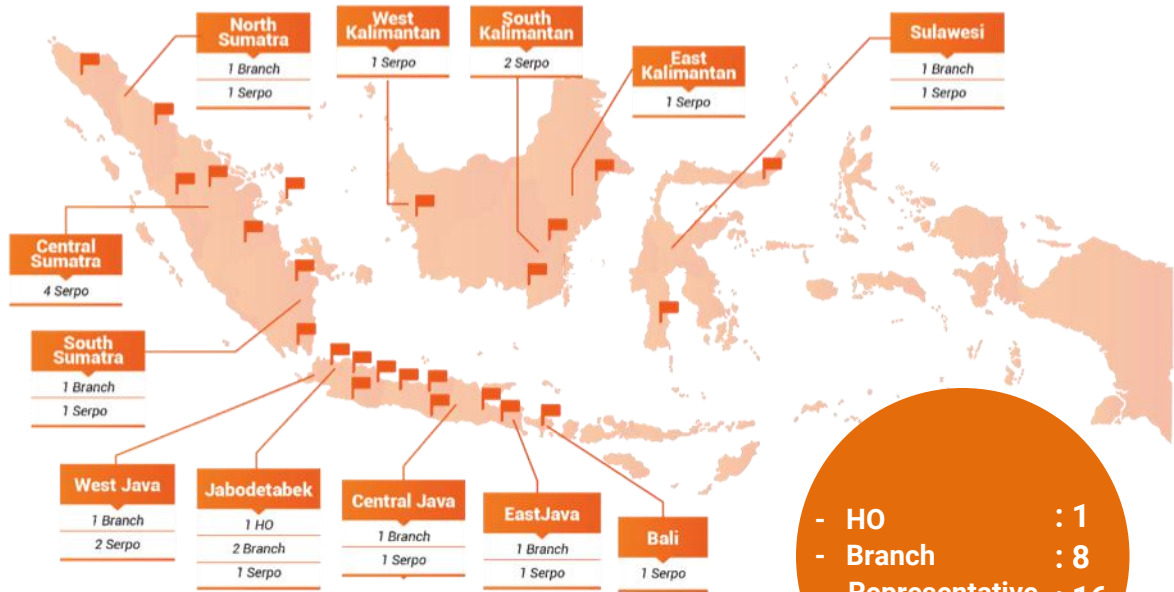 North
Sumatra
1 Branch
1 Serpo
West
Kalimantan
1 Serpo
South
Kalimantan
2 Serpo
East
Kalimantan
1 Serpo
Sulawesi
1 Branch
1 Serpo
Central
Sumatra
4 Serpo
South
Sumatra
1 Branch
1 Serpo
West Java
1 Branch
2 Serpo
Jabodetabek
1 HO
2 Branch
1 Serpo
Central Java
1 Branch
1 Serpo
EastJava
1 Branch
1 Serpo
Bali
1 Serpo
- HO : 1
- Branch : 8
Representative : 16